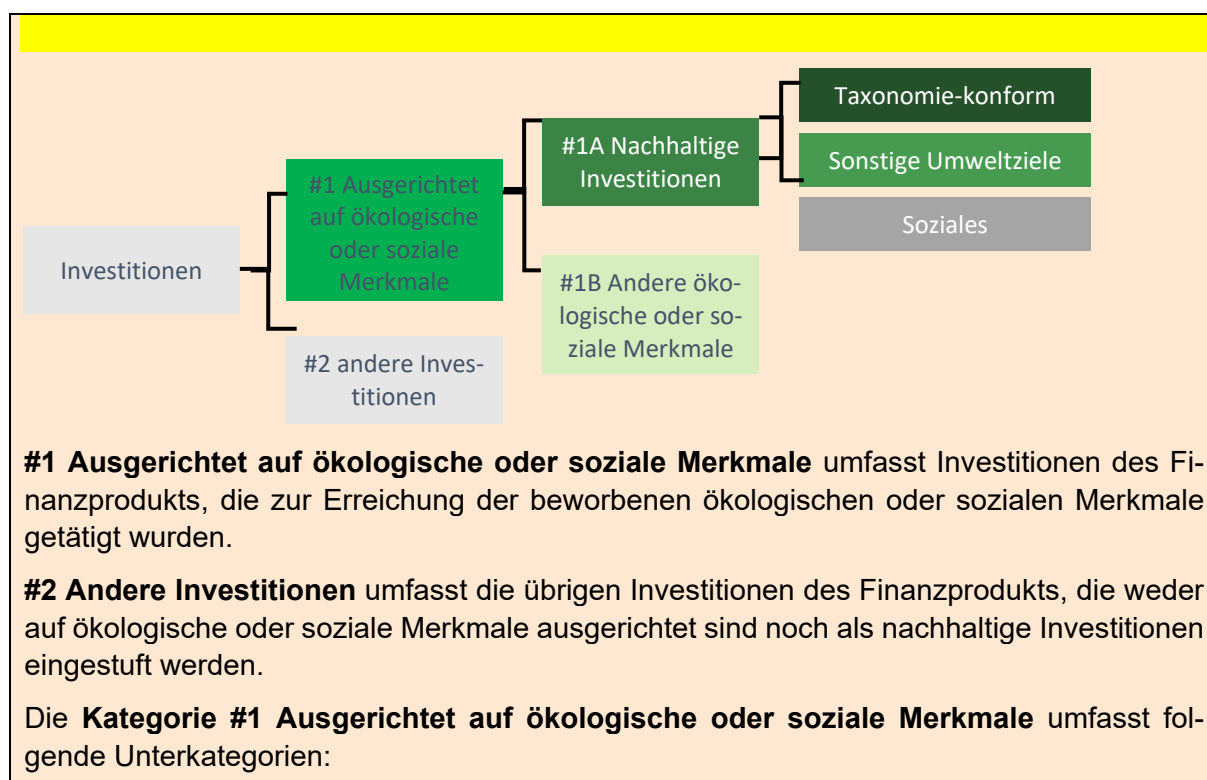 Taxonomie-konform
#1A Nachhaltige
Investitionen
Sonstige Umweltziele
#1 Ausgerichtet
auf ökologische
oder soziale
Merkmale
Soziales
Investitionen
#1B Andere öko-
logische oder so-
ziale Merkmale
#2 andere Inves-
titionen
#1 Ausgerichtet auf ökologische oder soziale Merkmale umfasst Investitionen des Fi-
nanzprodukts, die zur Erreichung der beworbenen ökologischen oder sozialen Merkmale
getätigt wurden.
#2 Andere Investitionen umfasst die übrigen Investitionen des Finanzprodukts, die weder
auf ökologische oder soziale Merkmale ausgerichtet sind noch als nachhaltige Investitionen
eingestuft werden.
Die Kategorie #1 Ausgerichtet auf ökologische oder soziale Merkmale umfasst fol-
gende Unterkategorien: